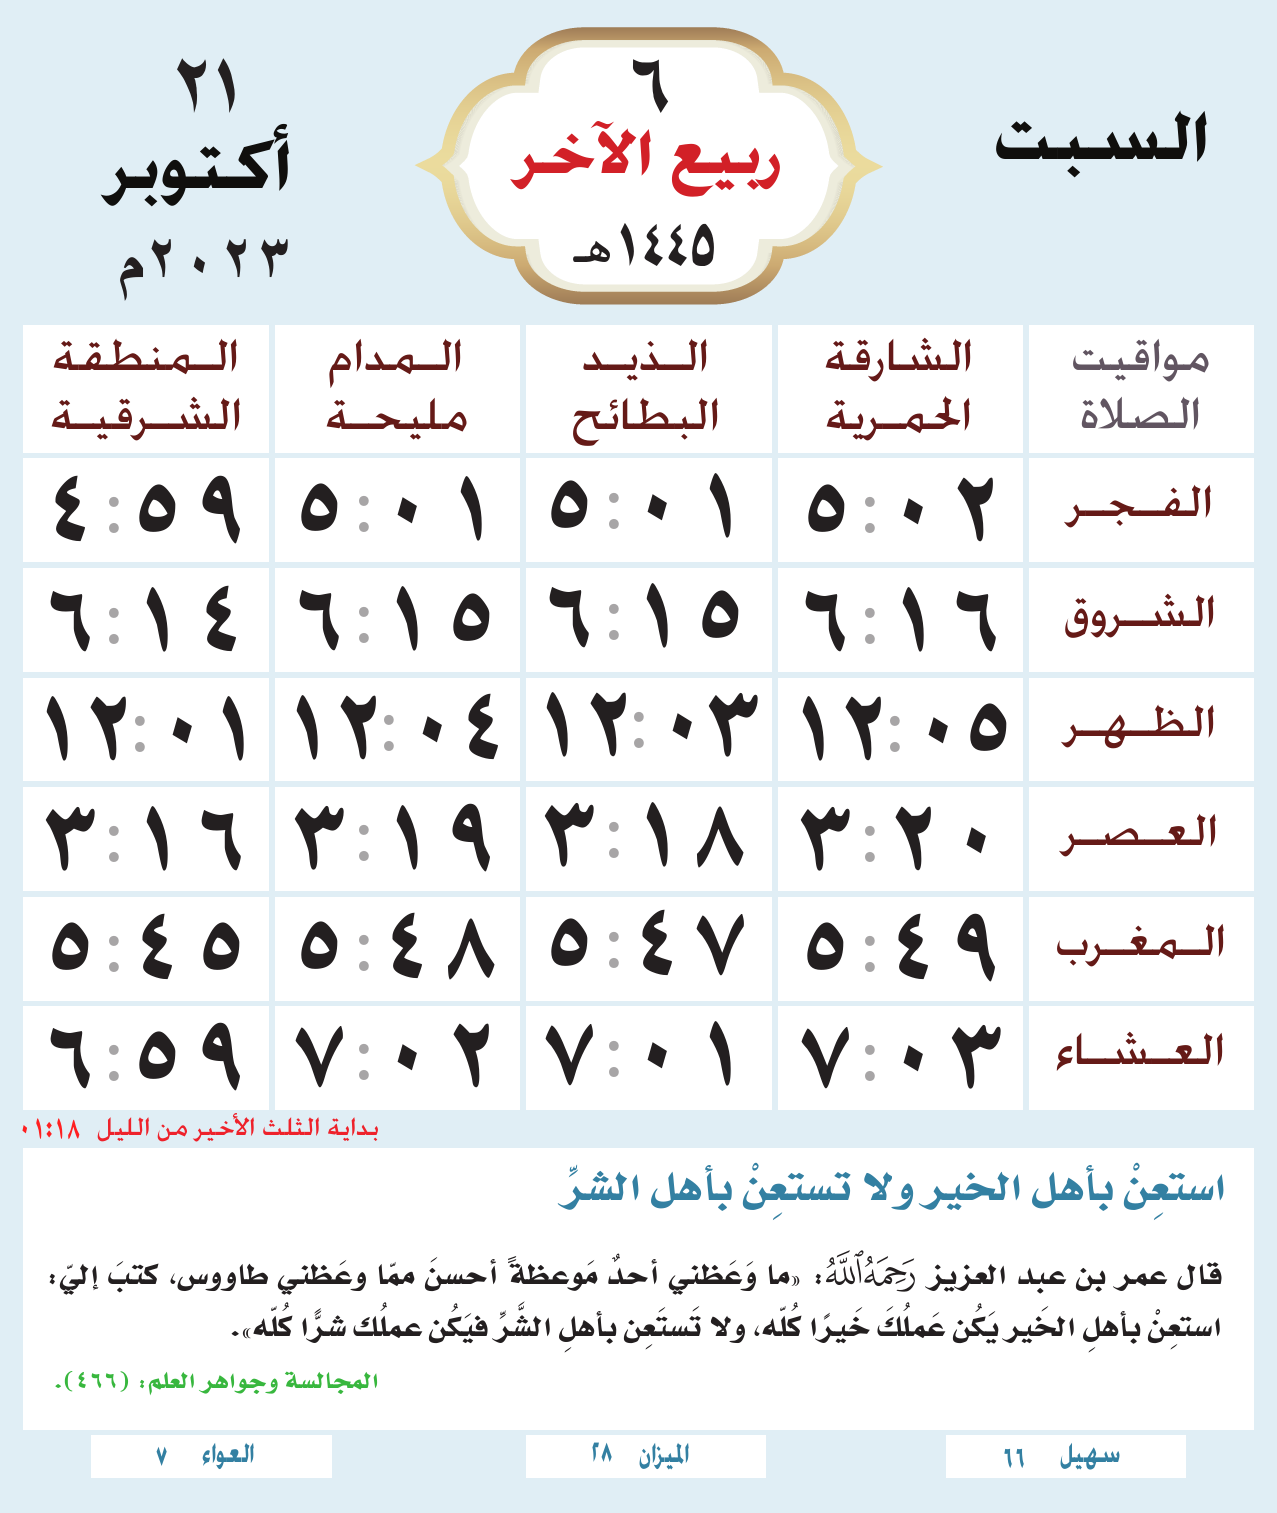 السبت
٦
ربيع الآخر
١٤٤٥هـ
٢١
أكتوبر
٢٠٢٣م
مواقيت الصلاة | الشارقة الحمرية | الذيد البطائح | المدام مليحة | المنطقة الشرقية
الفجر ٥:٠٢ ٥:٠١ ٥:٠١ ٤:٥٩
الشروق ٦:١٦ ٦:١٥ ٦:١٥ ٦:١٤
الظهر ١٢:٠٥ ١٢:٠٣ ١٢:٠٤ ١٢:٠١
العصر ٣:٢٠ ٣:١٨ ٣:١٩ ٣:١٦
المغرب ٥:٤٩ ٥:٤٧ ٥:٤٨ ٥:٤٥
العشاء ٧:٠٣ ٧:٠١ ٧:٠٢ ٦:٥٩
بداية الثلث الأخير من الليل ٠١:١٨
استعِنْ بأهل الخير ولا تستعِنْ بأهل الشرِّ
قال عمر بن عبد العزيز رَحِمَهُ ٱللَّهُ: «ما وَعَظني أحدٌ مَوعظةً أحسنَ ممّا وعَظني طاووس، كتبَ إليّ:
استعِنْ بأهلِ الخَير يَكُن عَملُكَ خَيرًا كُلّه، ولا تَستَعِن بأهلِ الشَّرِّ فيَكُن عملُك شرًّا كُلّه».
المجالسة وجواهر العلم: (٤٦٦).
سهيل ٦٦ الميزان ٢٨ العواء ٧